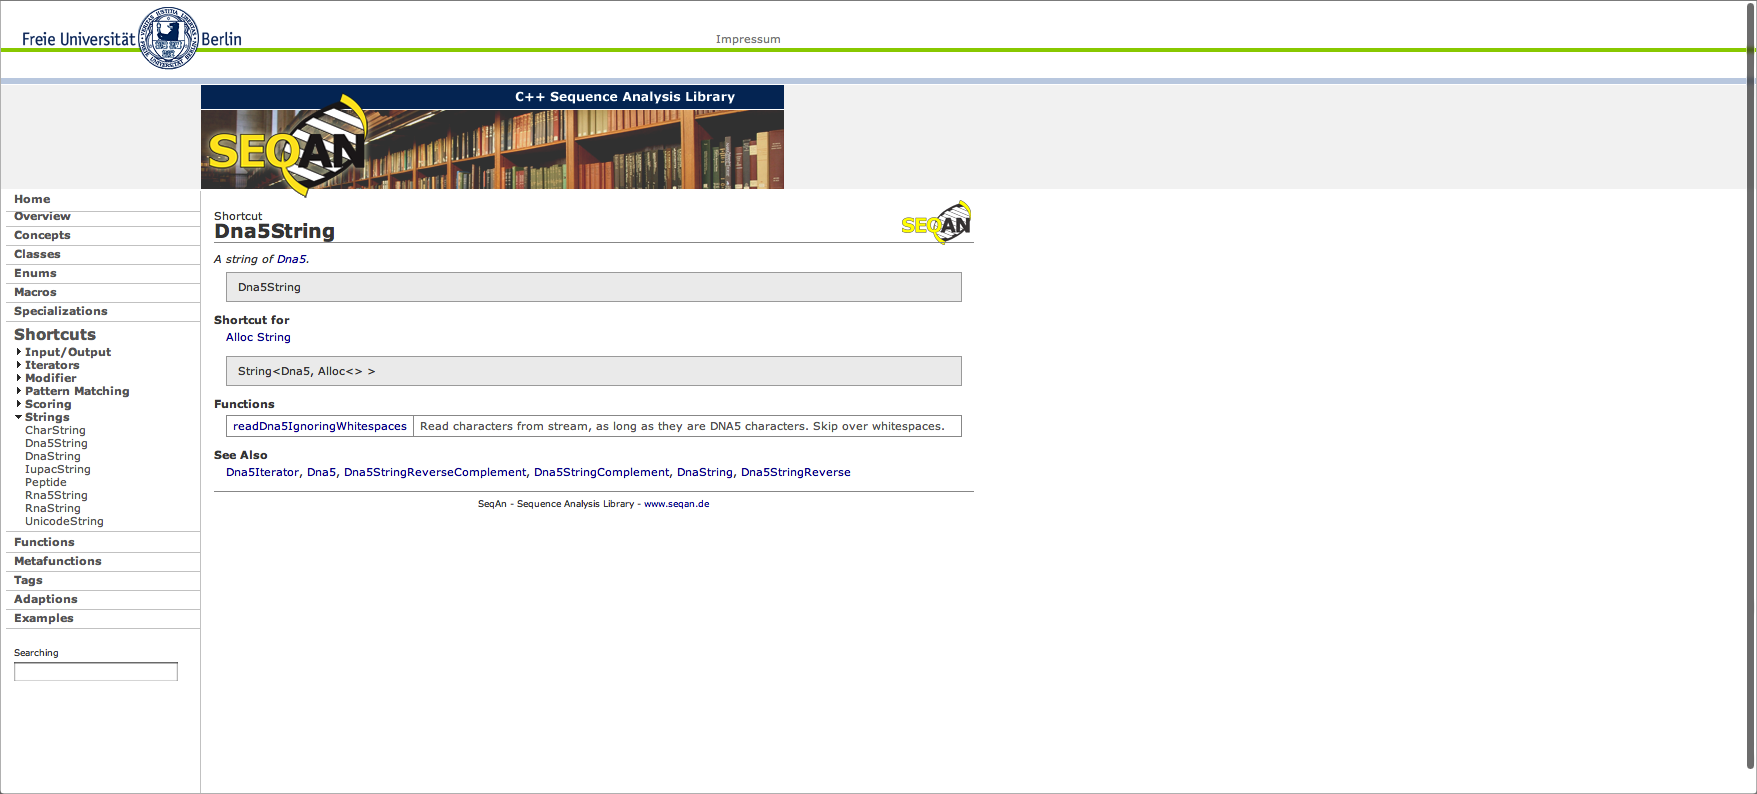 Freie Universität Berlin
Impressum
C++ Sequence Analysis Library
SEQAN
Home
Overview
Concepts
Classes
Enums
Macros
Specializations
Shortcuts
Input/Output
Iterators
Modifier
Pattern Matching
Scoring
Strings
CharString
Dna5String
DnaString
IupacString
Peptide
Rna5String
RnaString
UnicodeString
Functions
Metafunctions
Tags
Adaptions
Examples
Searching
Shortcut
Dna5String
SEQAN
A string of Dna5.
Dna5String
Shortcut for
Alloc String
String<Dna5, Alloc<> >
Functions
readDna5IgnoringWhitespaces Read characters from stream, as long as they are DNA5 characters. Skip over whitespaces.
See Also
Dna5Iterator, Dna5, Dna5StringReverseComplement, Dna5StringComplement, DnaString, Dna5StringReverse
SeqAn - Sequence Analysis Library - www.seqan.de